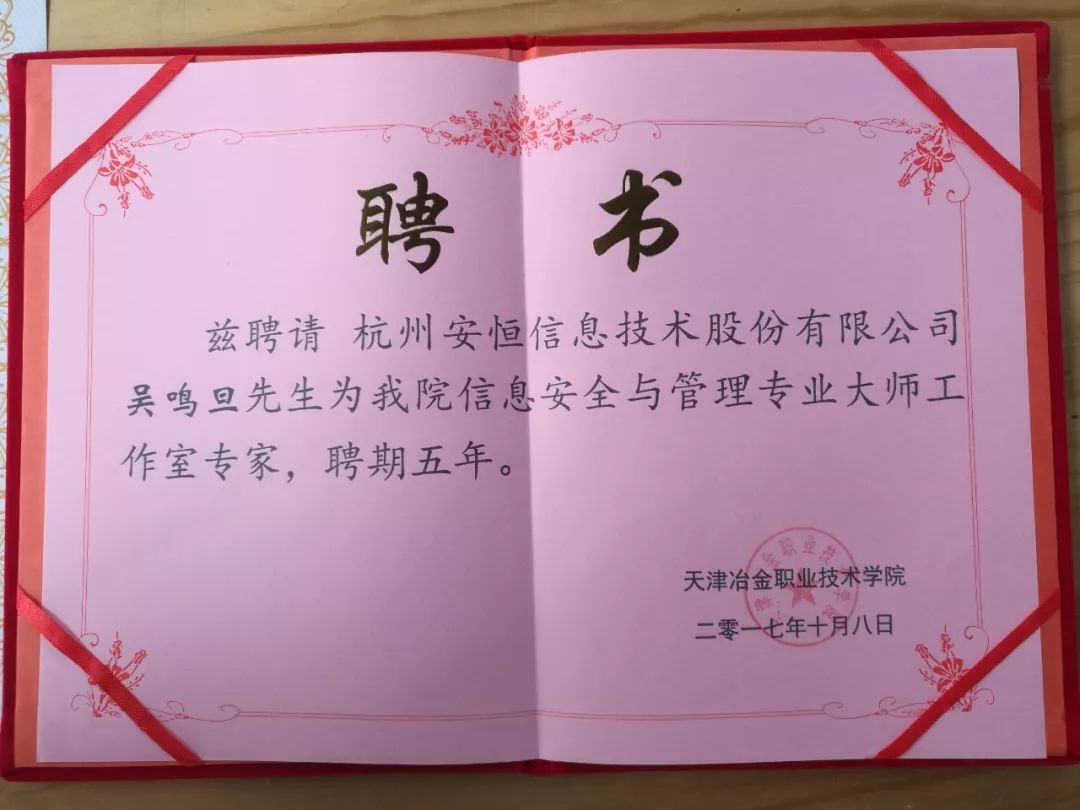 聘 书
兹聘请 杭州安恒信息技术股份有限公司
吴鸣旦先生为我院信息安全与管理专业大师工
作室专家，聘期五年。
天津冶金职业技术学院
二零一七年十月八日